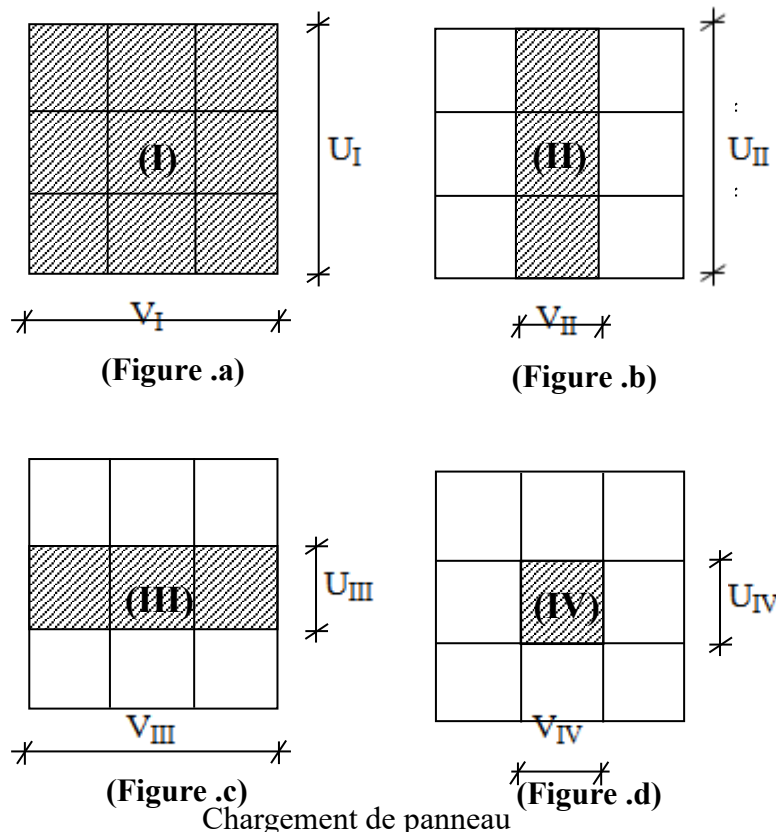 (I)
U_I
V_I
(Figure .a)
(II)
U_II
V_II
(Figure .b)
(III)
U_III
V_III
(Figure .c)
(IV)
U_IV
V_IV
(Figure .d)
Chargement de panneau